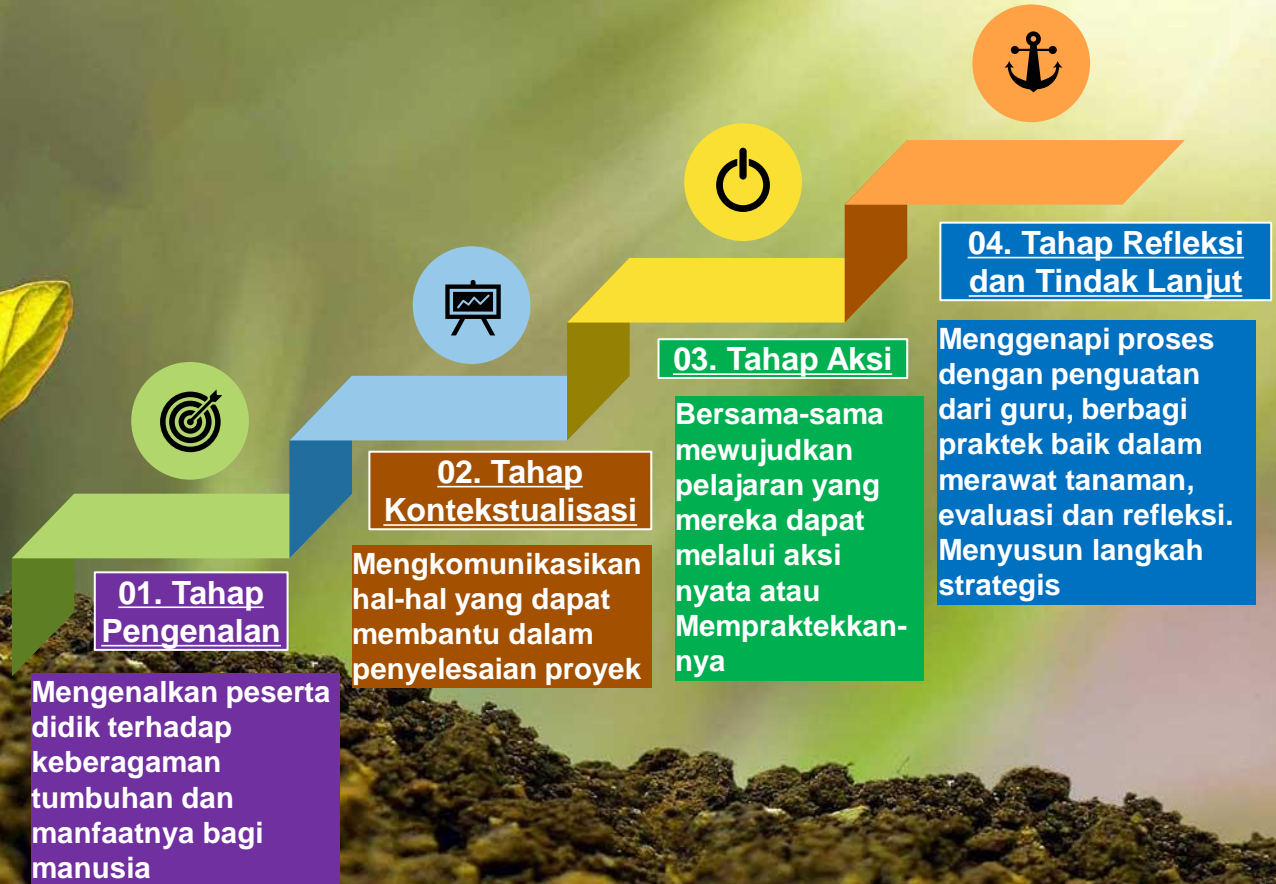 01. Tahap
Pengenalan
Mengenalkan peserta
didik terhadap
keberagaman
tumbuhan dan
manfaatnya bagi
manusia
02. Tahap
Kontekstualisasi
Mengkomunikasikan
hal-hal yang dapat
membantu dalam
penyelesaian proyek
03. Tahap Aksi
Bersama-sama
mewujudkan
pelajaran yang
mereka dapat
melalui aksi
nyata atau
Mempraktekkan-
nya
04. Tahap Refleksi
dan Tindak Lanjut
Menggenapi proses
dengan penguatan
dari guru, berbagi
praktek baik dalam
merawat tanaman,
evaluasi dan refleksi.
Menyusun langkah
strategis